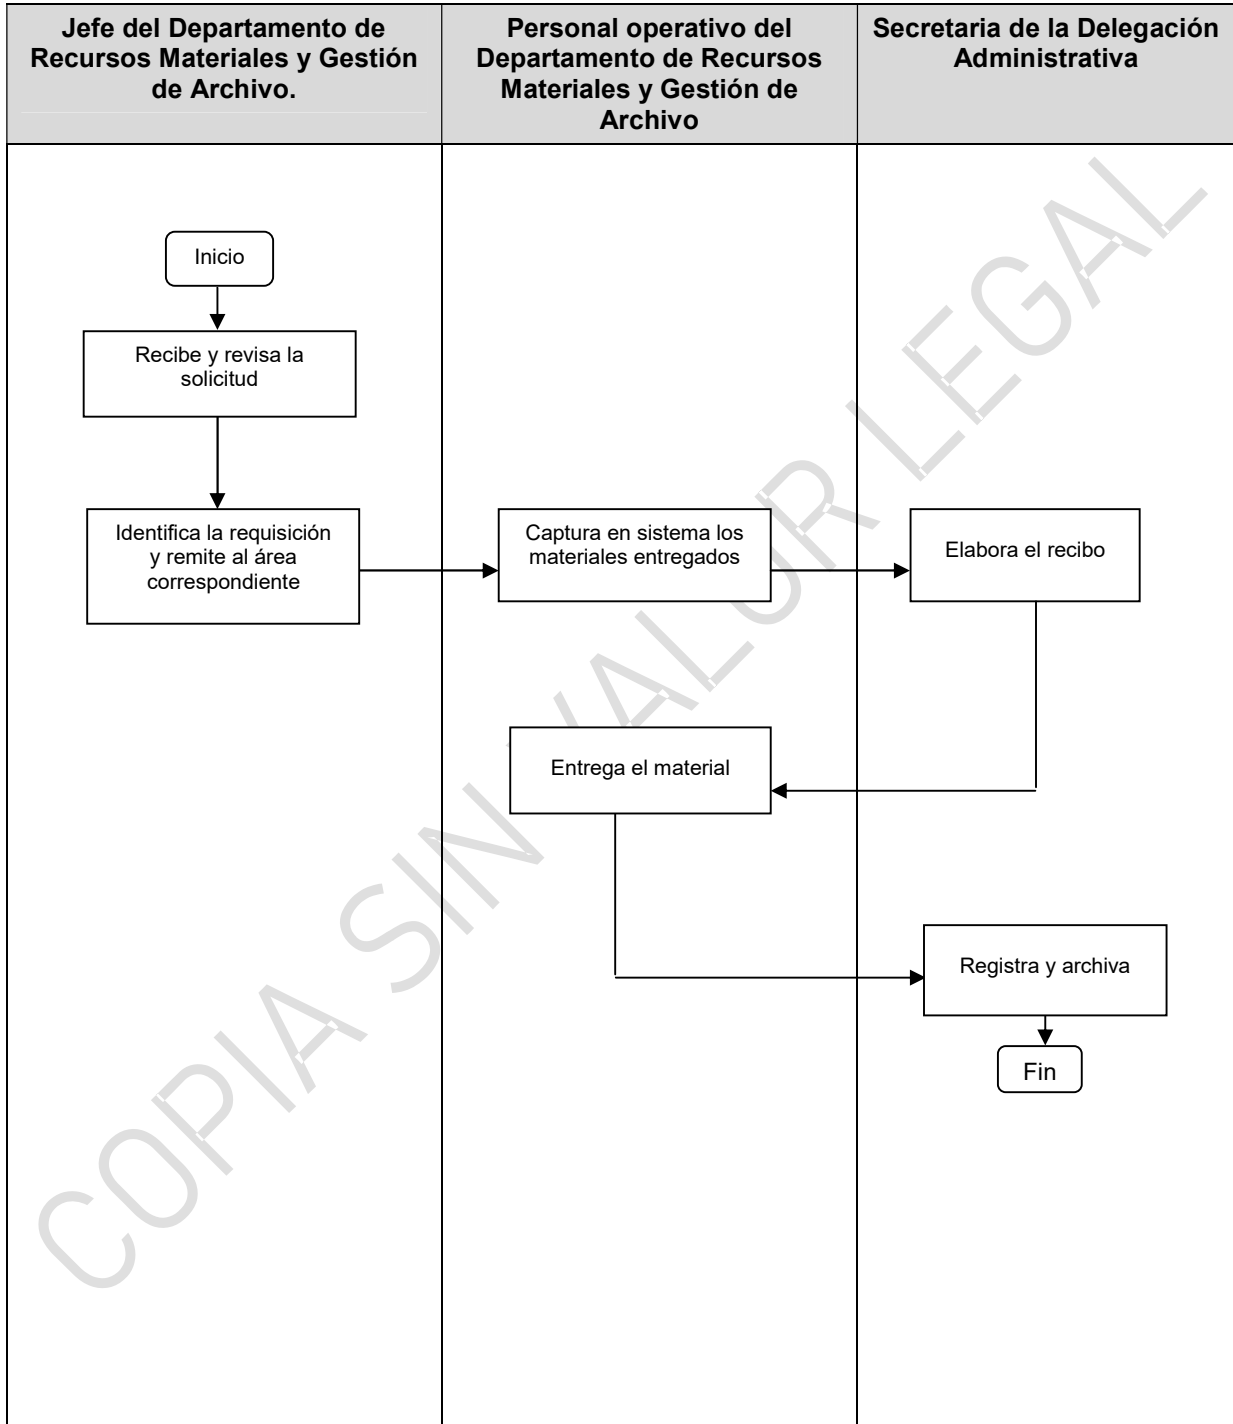 Jefe del Departamento de
Recursos Materiales y Gestión
de Archivo.
Personal operativo del
Departamento de Recursos
Materiales y Gestión de
Archivo
Secretaria de la Delegación
Administrativa
Inicio
Recibe y revisa la
solicitud
Identifica la requisición
y remite al área
correspondiente
Captura en sistema los
materiales entregados
Elabora el recibo
Entrega el material
Registra y archiva
Fin
COPIA SIN VALOR LEGAL